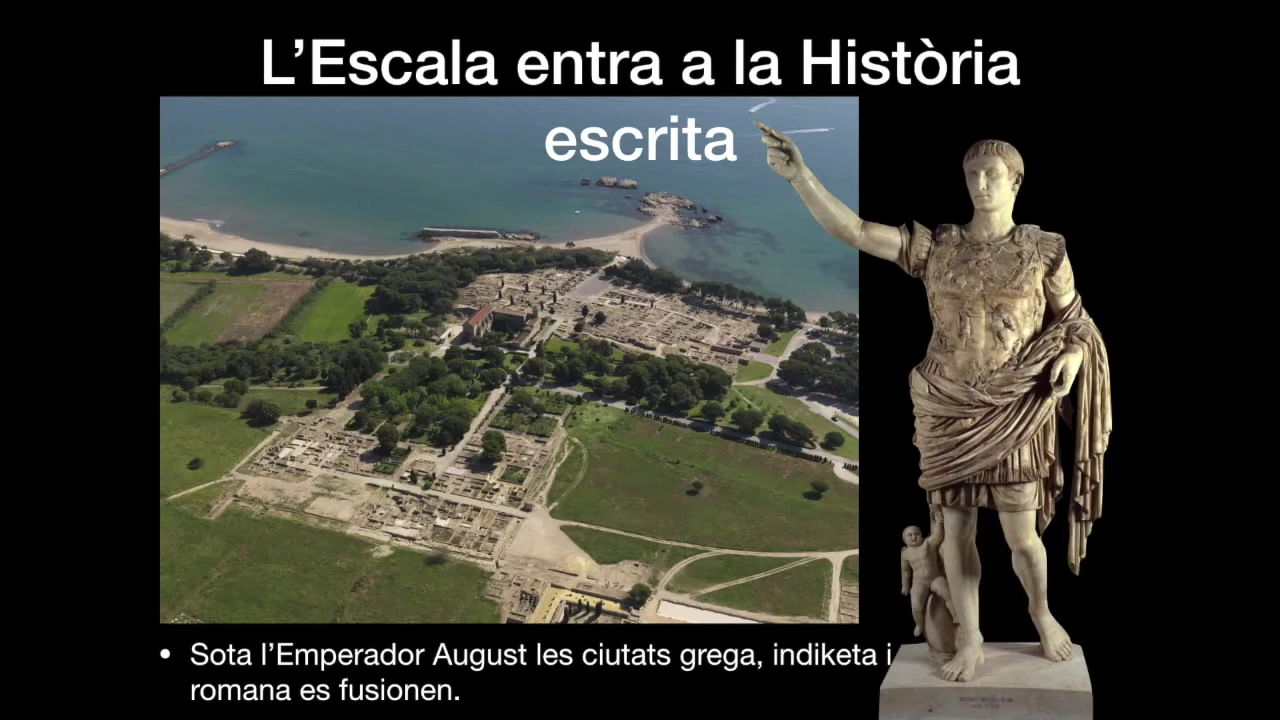 L’Escala entra a la Història
escrita
• Sota l’Emperador August les ciutats grega, indiketa i
romana es fusionen.